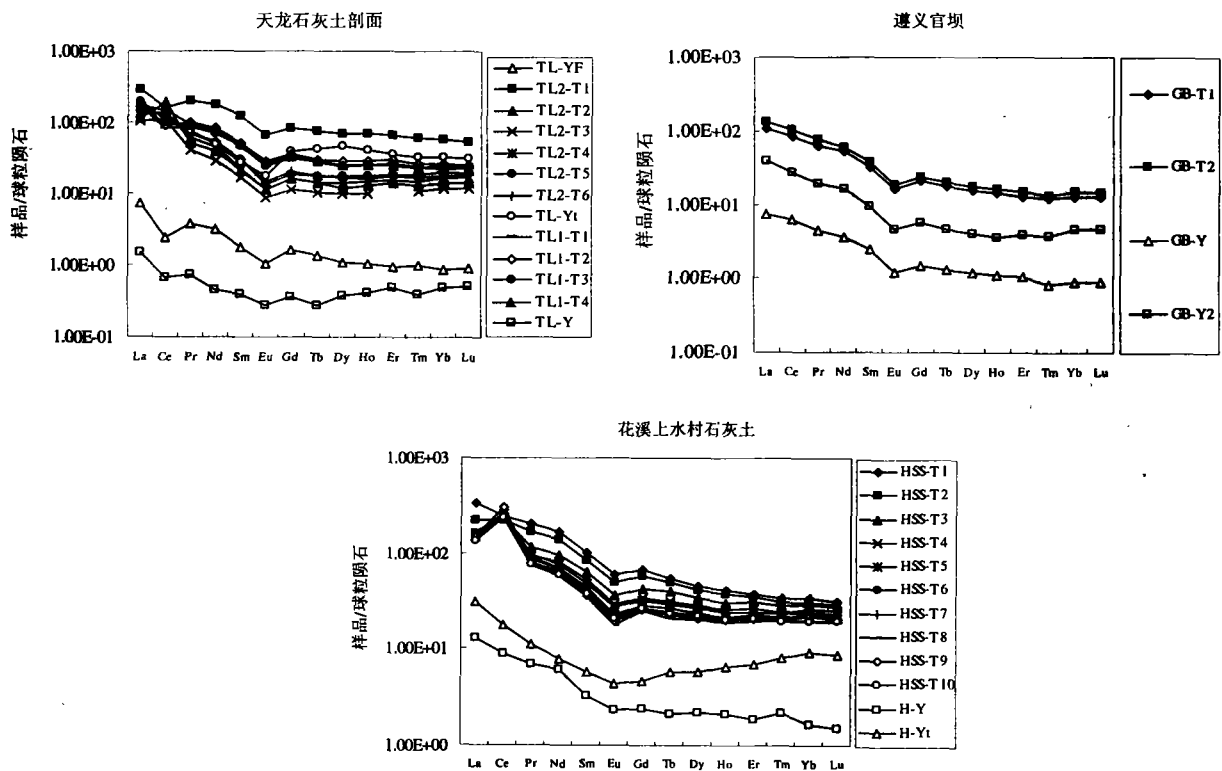 天龙石灰土剖面
样品/球粒陨石
1.00E+03
1.00E+02
1.00E+01
1.00E+00
1.00E-01
La Ce Pr Nd Sm Eu Gd Tb Dy Ho Er Tm Yb Lu
TL-YF
TL2-T1
TL2-T2
TL2-T3
TL2-T4
TL2-T5
TL2-T6
TL-Yt
TL1-T1
TL1-T2
TL1-T3
TL1-T4
TL-Y
遵义官坝
样品/球粒陨石
1.00E+03
1.00E+02
1.00E+01
1.00E+00
1.00E-01
La Ce Pr Nd Sm Eu Gd Tb Dy Ho Er Tm Yb Lu
GB-T1
GB-T2
GB-Y
GB-Y2
花溪上水村石灰土
样品/球粒陨石
1.00E+03
1.00E+02
1.00E+01
1.00E+00
La Ce Pr Nd Sm Eu Gd Tb Dy Ho Er Tm Yb Lu
HSS-T1
HSS-T2
HSS-T3
HSS-T4
HSS-T5
HSS-T6
HSS-T7
HSS-T8
HSS-T9
HSS-T10
H-Y
H-Yt